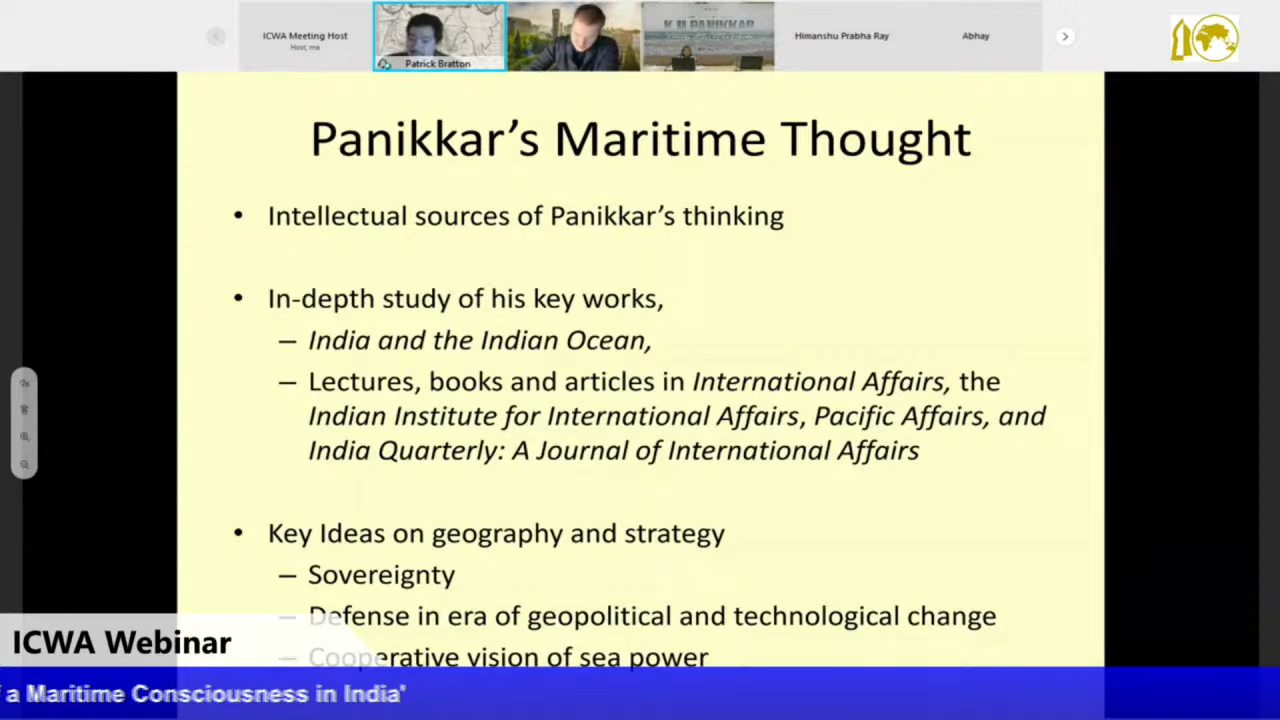 ICWA Meeting Host
Host, me
Patrick Bratton
K M PANIKKAR
Himanshu Prabha Ray
Abhay
Panikkar's Maritime Thought
• Intellectual sources of Panikkar's thinking
• In-depth study of his key works,
– India and the Indian Ocean,
– Lectures, books and articles in International Affairs, the
Indian Institute for International Affairs, Pacific Affairs, and
India Quarterly: A Journal of International Affairs
• Key Ideas on geography and strategy
– Sovereignty
– Defense in era of geopolitical and technological change
– Cooperative vision of sea power
ICWA Webinar
a Maritime Consciousness in India'